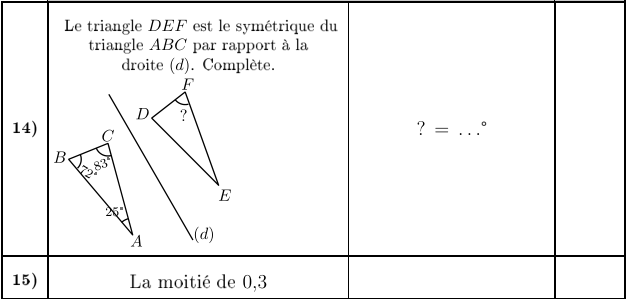 Le triangle DEF est le symétrique du
triangle ABC par rapport à la
droite (d). Complète.
F
D
?
14)
? = ...°
C
B
83°
72°
E
25°
(d)
A
15)
La moitié de 0,3